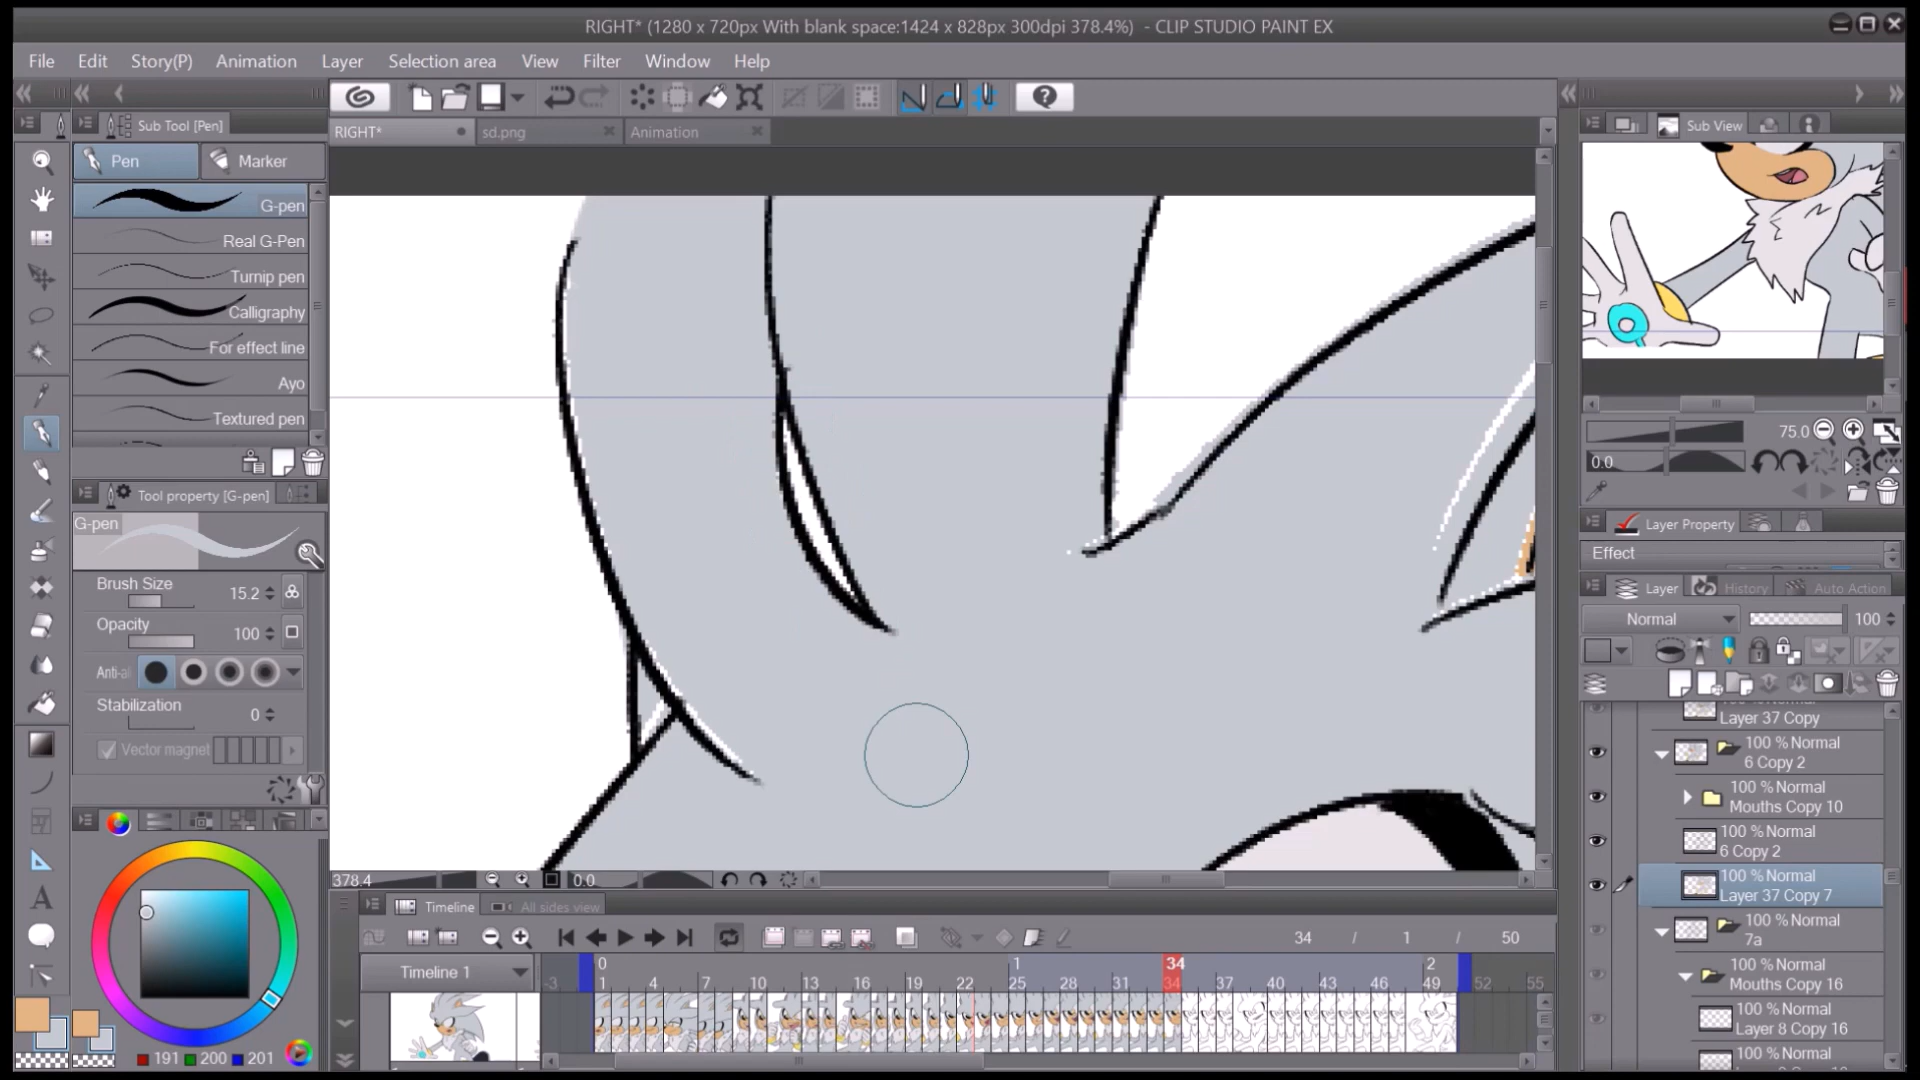 RIGHT* (1280 x 720px With blank space:1424 x 828px 300dpi 378.4%) - CLIP STUDIO PAINT EX
File Edit Story(P) Animation Layer Selection area View Filter Window Help
Sub Tool [Pen]
Pen Marker
G-pen
Real G-Pen
Turnip pen
Calligraphy
For effect line
Ayo
Textured pen
Tool property [G-pen]
G-pen
Brush Size 15.2
Opacity 100
Anti-al
Stabilization 0
Vector magnet
191 200 201
RIGHT* sd.png Animation
378.4 0.0
Timeline All sides view
34 / 1 / 50
Timeline 1
0 1 34 2
-3 1 4 7 10 13 16 19 22 25 28 31 34 37 40 43 46 49 52 55
Sub View
75.0
0.0
Layer Property
Effect
Layer History Auto Action
Normal 100
Layer 37 Copy
100 % Normal
6 Copy 2
100 % Normal
Mouths Copy 10
100 % Normal
6 Copy 2
100 % Normal
Layer 37 Copy 7
100 % Normal
7a
100 % Normal
Mouths Copy 16
100 % Normal
Layer 8 Copy 16
100 % Normal